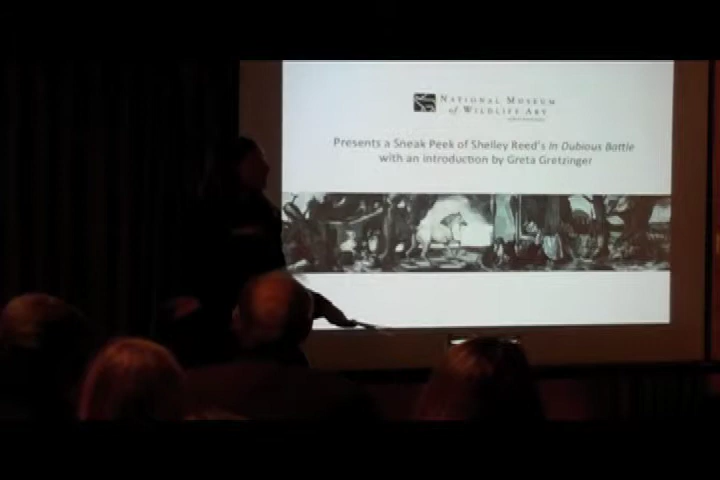 National Museum
of Wildlife Art
Presents a Sneak Peek of Shelley Reed's In Dubious Battle
with an introduction by Greta Gretzinger